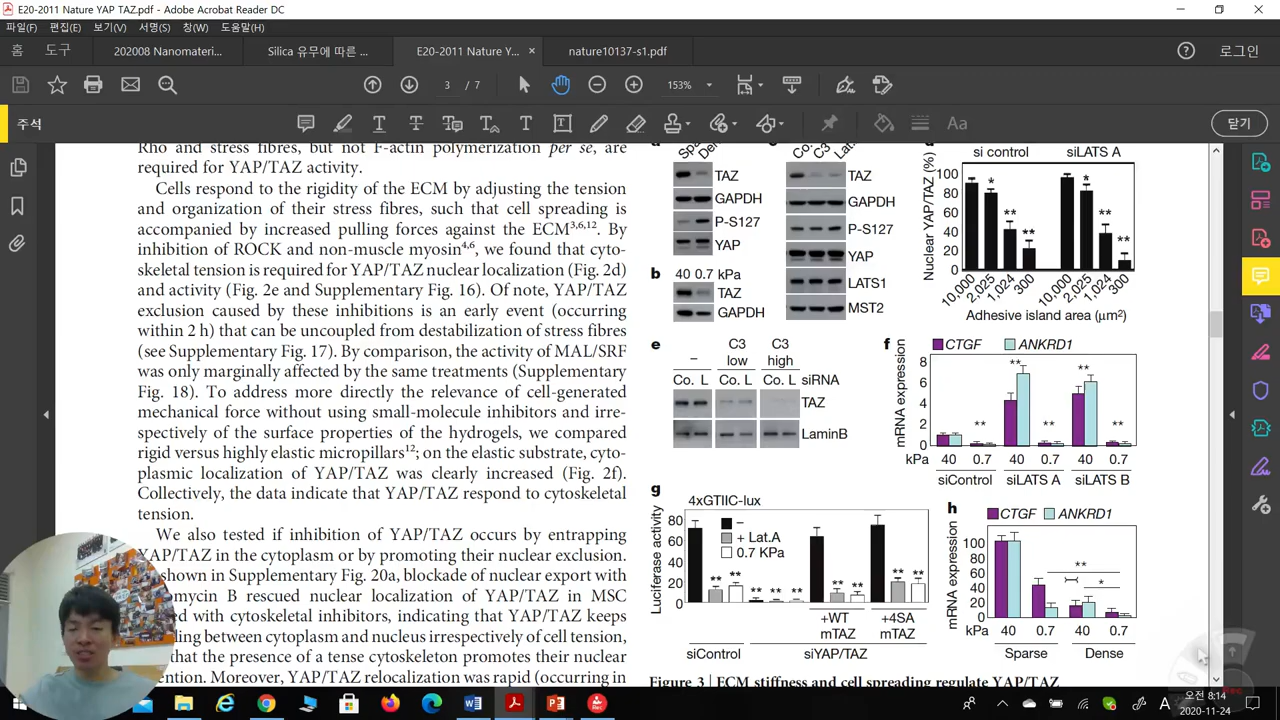 E20-2011 Nature YAP TAZ.pdf - Adobe Acrobat Reader DC
파일(F) 편집(E) 보기(V) 서명(S) 창(W) 도움말(H)
홈 도구 202008 Nanomateri... Silica 유무에 따른 ... E20-2011 Nature Y... × nature10137-s1.pdf 로그인
3 / 7 153%
주석 닫기
Rho and stress fibres, but not F-actin polymerization per se, are
required for YAP/TAZ activity.
Cells respond to the rigidity of the ECM by adjusting the tension
and organization of their stress fibres, such that cell spreading is
accompanied by increased pulling forces against the ECM3,6,12. By
inhibition of ROCK and non-muscle myosin4,6, we found that cyto-
skeletal tension is required for YAP/TAZ nuclear localization (Fig. 2d)
and activity (Fig. 2e and Supplementary Fig. 16). Of note, YAP/TAZ
exclusion caused by these inhibitions is an early event (occurring
within 2 h) that can be uncoupled from destabilization of stress fibres
(see Supplementary Fig. 17). By comparison, the activity of MAL/SRF
was only marginally affected by the same treatments (Supplementary
Fig. 18). To address more directly the relevance of cell-generated
mechanical force without using small-molecule inhibitors and irre-
spectively of the surface properties of the hydrogels, we compared
rigid versus highly elastic micropillars12; on the elastic substrate, cyto-
plasmic localization of YAP/TAZ was clearly increased (Fig. 2f).
Collectively, the data indicate that YAP/TAZ respond to cytoskeletal
tension.
We also tested if inhibition of YAP/TAZ occurs by entrapping
YAP/TAZ in the cytoplasm or by promoting their nuclear exclusion.
shown in Supplementary Fig. 20a, blockade of nuclear export with
omycin B rescued nuclear localization of YAP/TAZ in MSC
d with cytoskeletal inhibitors, indicating that YAP/TAZ keeps
ling between cytoplasm and nucleus irrespectively of cell tension,
that the presence of a tense cytoskeleton promotes their nuclear
ention. Moreover, YAP/TAZ relocalization was rapid (occurring in
TAZ
GAPDH
P-S127
YAP
b 40 0.7 kPa
TAZ
GAPDH
Co. C3 Lat.
TAZ
GAPDH
P-S127
YAP
LATS1
MST2
si control siLATS A
Nuclear YAP/TAZ (%)
100
80
60
40
20
0
* ** ** * ** **
10,000 2,025 1,024 300 10,000 2,025 1,024 300
Adhesive island area (μm2)
e – C3 low C3 high
Co. L Co. L Co. L siRNA
TAZ
LaminB
f CTGF ANKRD1
mRNA expression
8
6
4
2
0
** ** ** ** **
kPa 40 0.7 40 0.7 40 0.7
siControl siLATS A siLATS B
g 4xGTIIC-lux
Luciferase activity
80
60
40
20
0
–
+ Lat.A
0.7 KPa
** ** ** ** ** ** ** ** **
+WT mTAZ +4SA mTAZ
siControl siYAP/TAZ
h CTGF ANKRD1
mRNA expression
100
80
60
40
20
0
** *
kPa 40 0.7 40 0.7
Sparse Dense
Figure 3 | ECM stiffness and cell spreading regulate YAP/TAZ
A 오전 8:14
2020-11-24